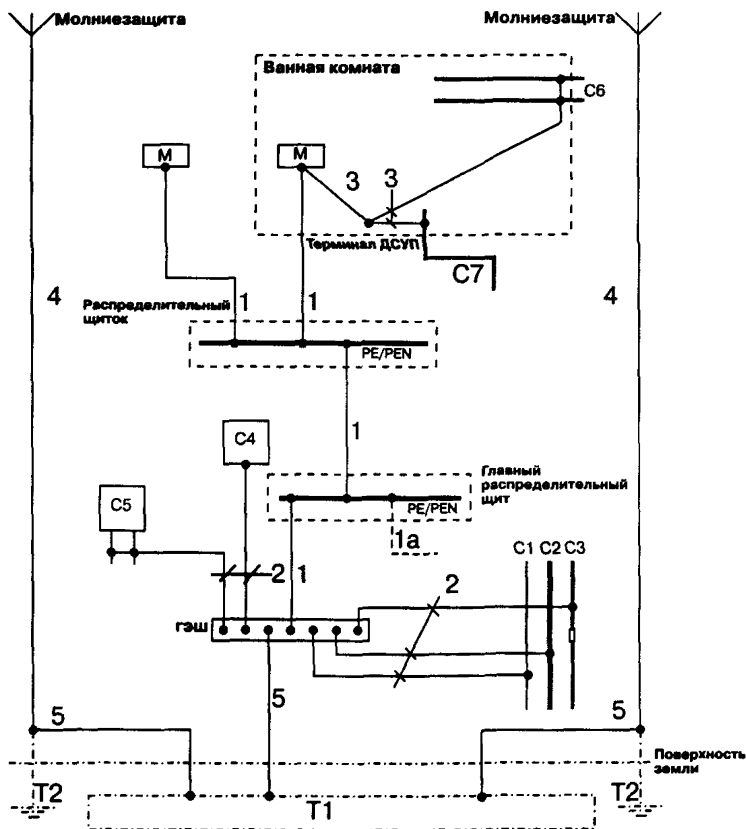 Молниезащита
Молниезащита
Ванная комната
C6
M
M
3
3
Терминал ДСУП
C7
4
4
Распределительный
щиток
1
1
PE/PEN
1
C4
Главный
распределительный
щит
C5
PE/PEN
1a
C1 C2 C3
2
1
2
ГЭШ
5
5
5
Поверхность
земли
T2
T1
T2